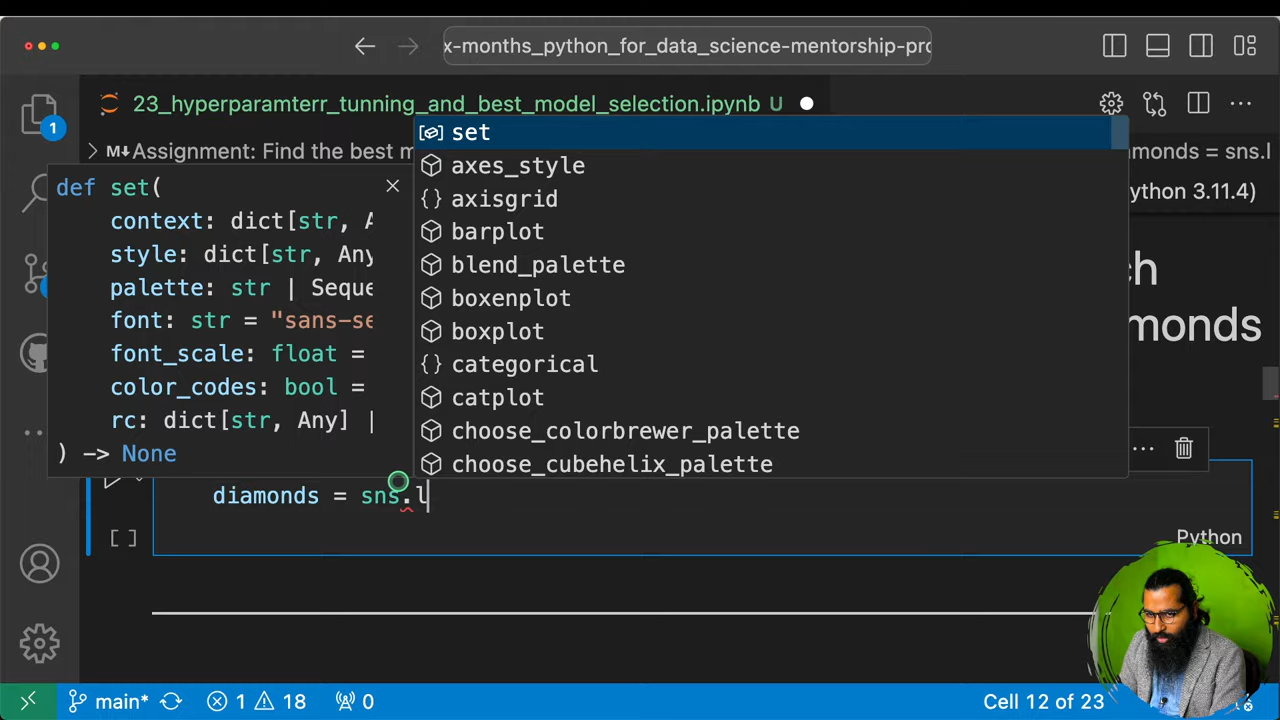 x-months_python_for_data_science-mentorship-pro
23_hyperparamterr_tunning_and_best_model_selection.ipynb U
Assignment: Find the best m
amonds = sns.l
ython 3.11.4)
set
axes_style
axisgrid
barplot
blend_palette
boxenplot
boxplot
categorical
catplot
choose_colorbrewer_palette
choose_cubehelix_palette
def set(
context: dict[str, A
style: dict[str, Any
palette: str | Seque
font: str = "sans-se
font_scale: float =
color_codes: bool =
rc: dict[str, Any] |
) -> None
ch
monds
1
diamonds = sns.l
[ ]
Python
main*
1 18
0
Cell 12 of 23